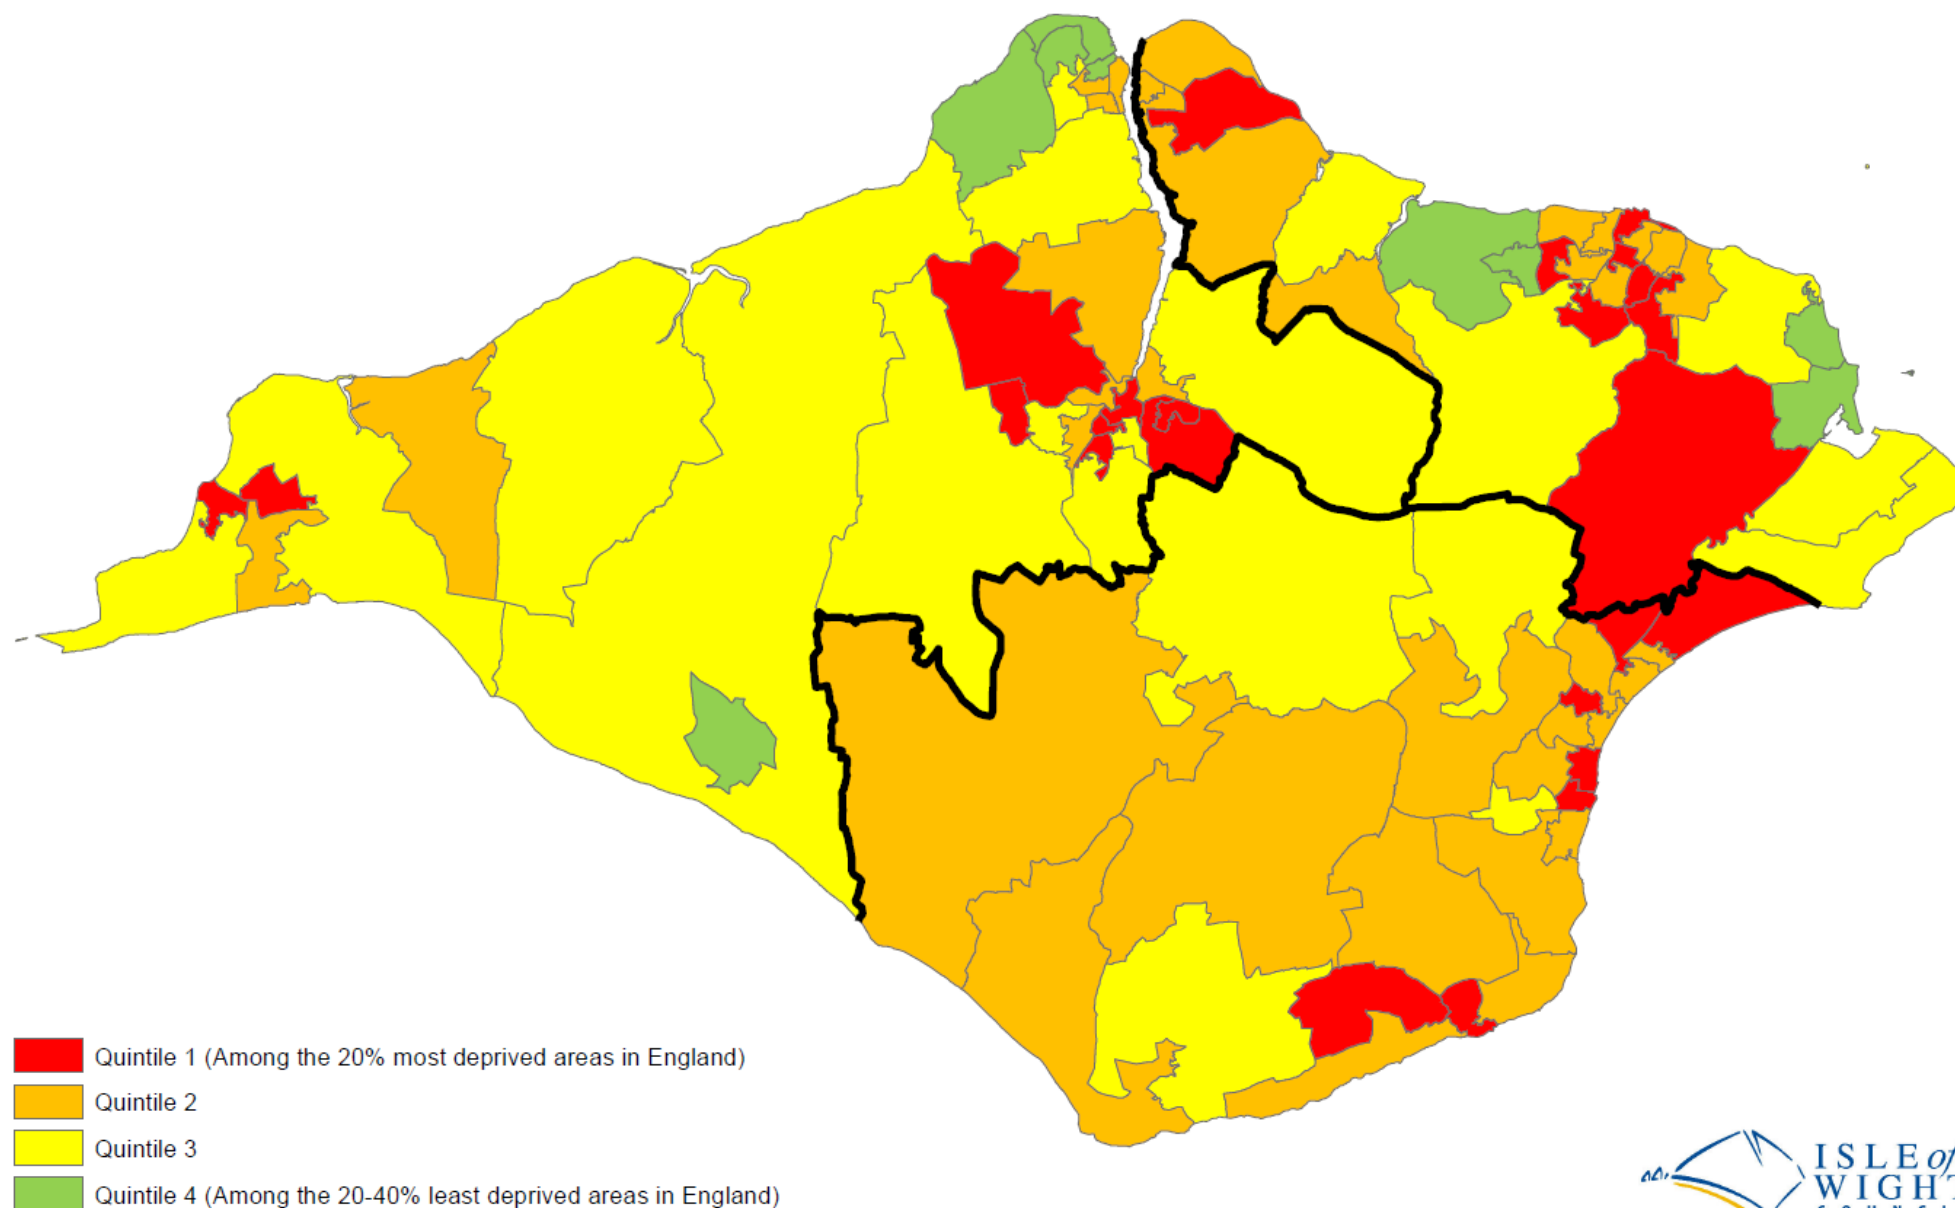 Quintile 1 (Among the 20% most deprived areas in England)
Quintile 2
Quintile 3
Quintile 4 (Among the 20-40% least deprived areas in England)
ISLE of
WIGHT